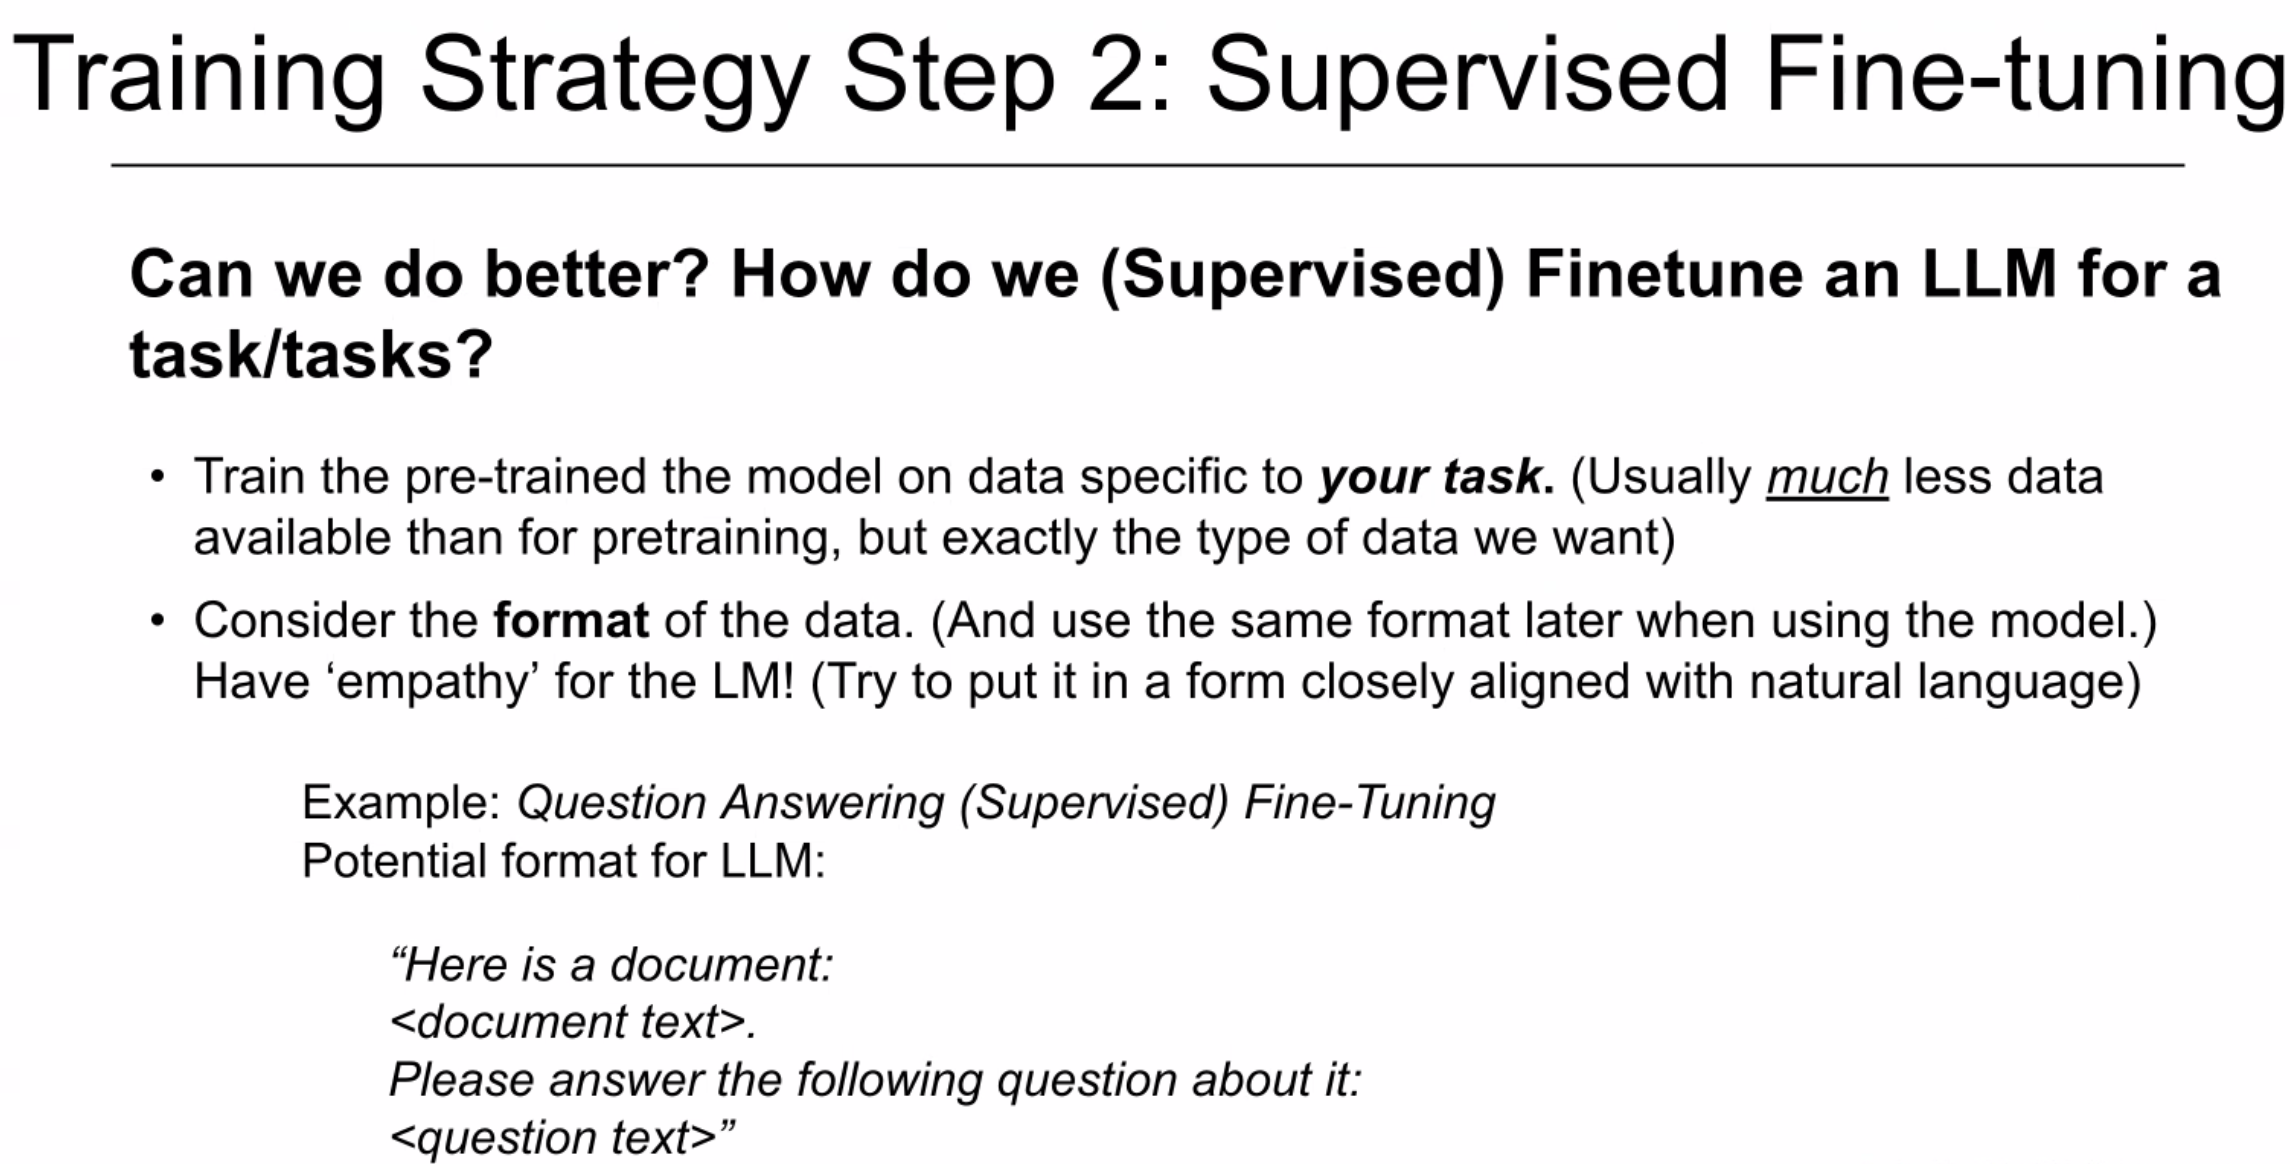 Training Strategy Step 2: Supervised Fine-tuning
Can we do better? How do we (Supervised) Finetune an LLM for a
task/tasks?
• Train the pre-trained the model on data specific to your task. (Usually much less data
available than for pretraining, but exactly the type of data we want)
• Consider the format of the data. (And use the same format later when using the model.)
Have ‘empathy’ for the LM! (Try to put it in a form closely aligned with natural language)
Example: Question Answering (Supervised) Fine-Tuning
Potential format for LLM:
“Here is a document:
<document text>.
Please answer the following question about it:
<question text>”